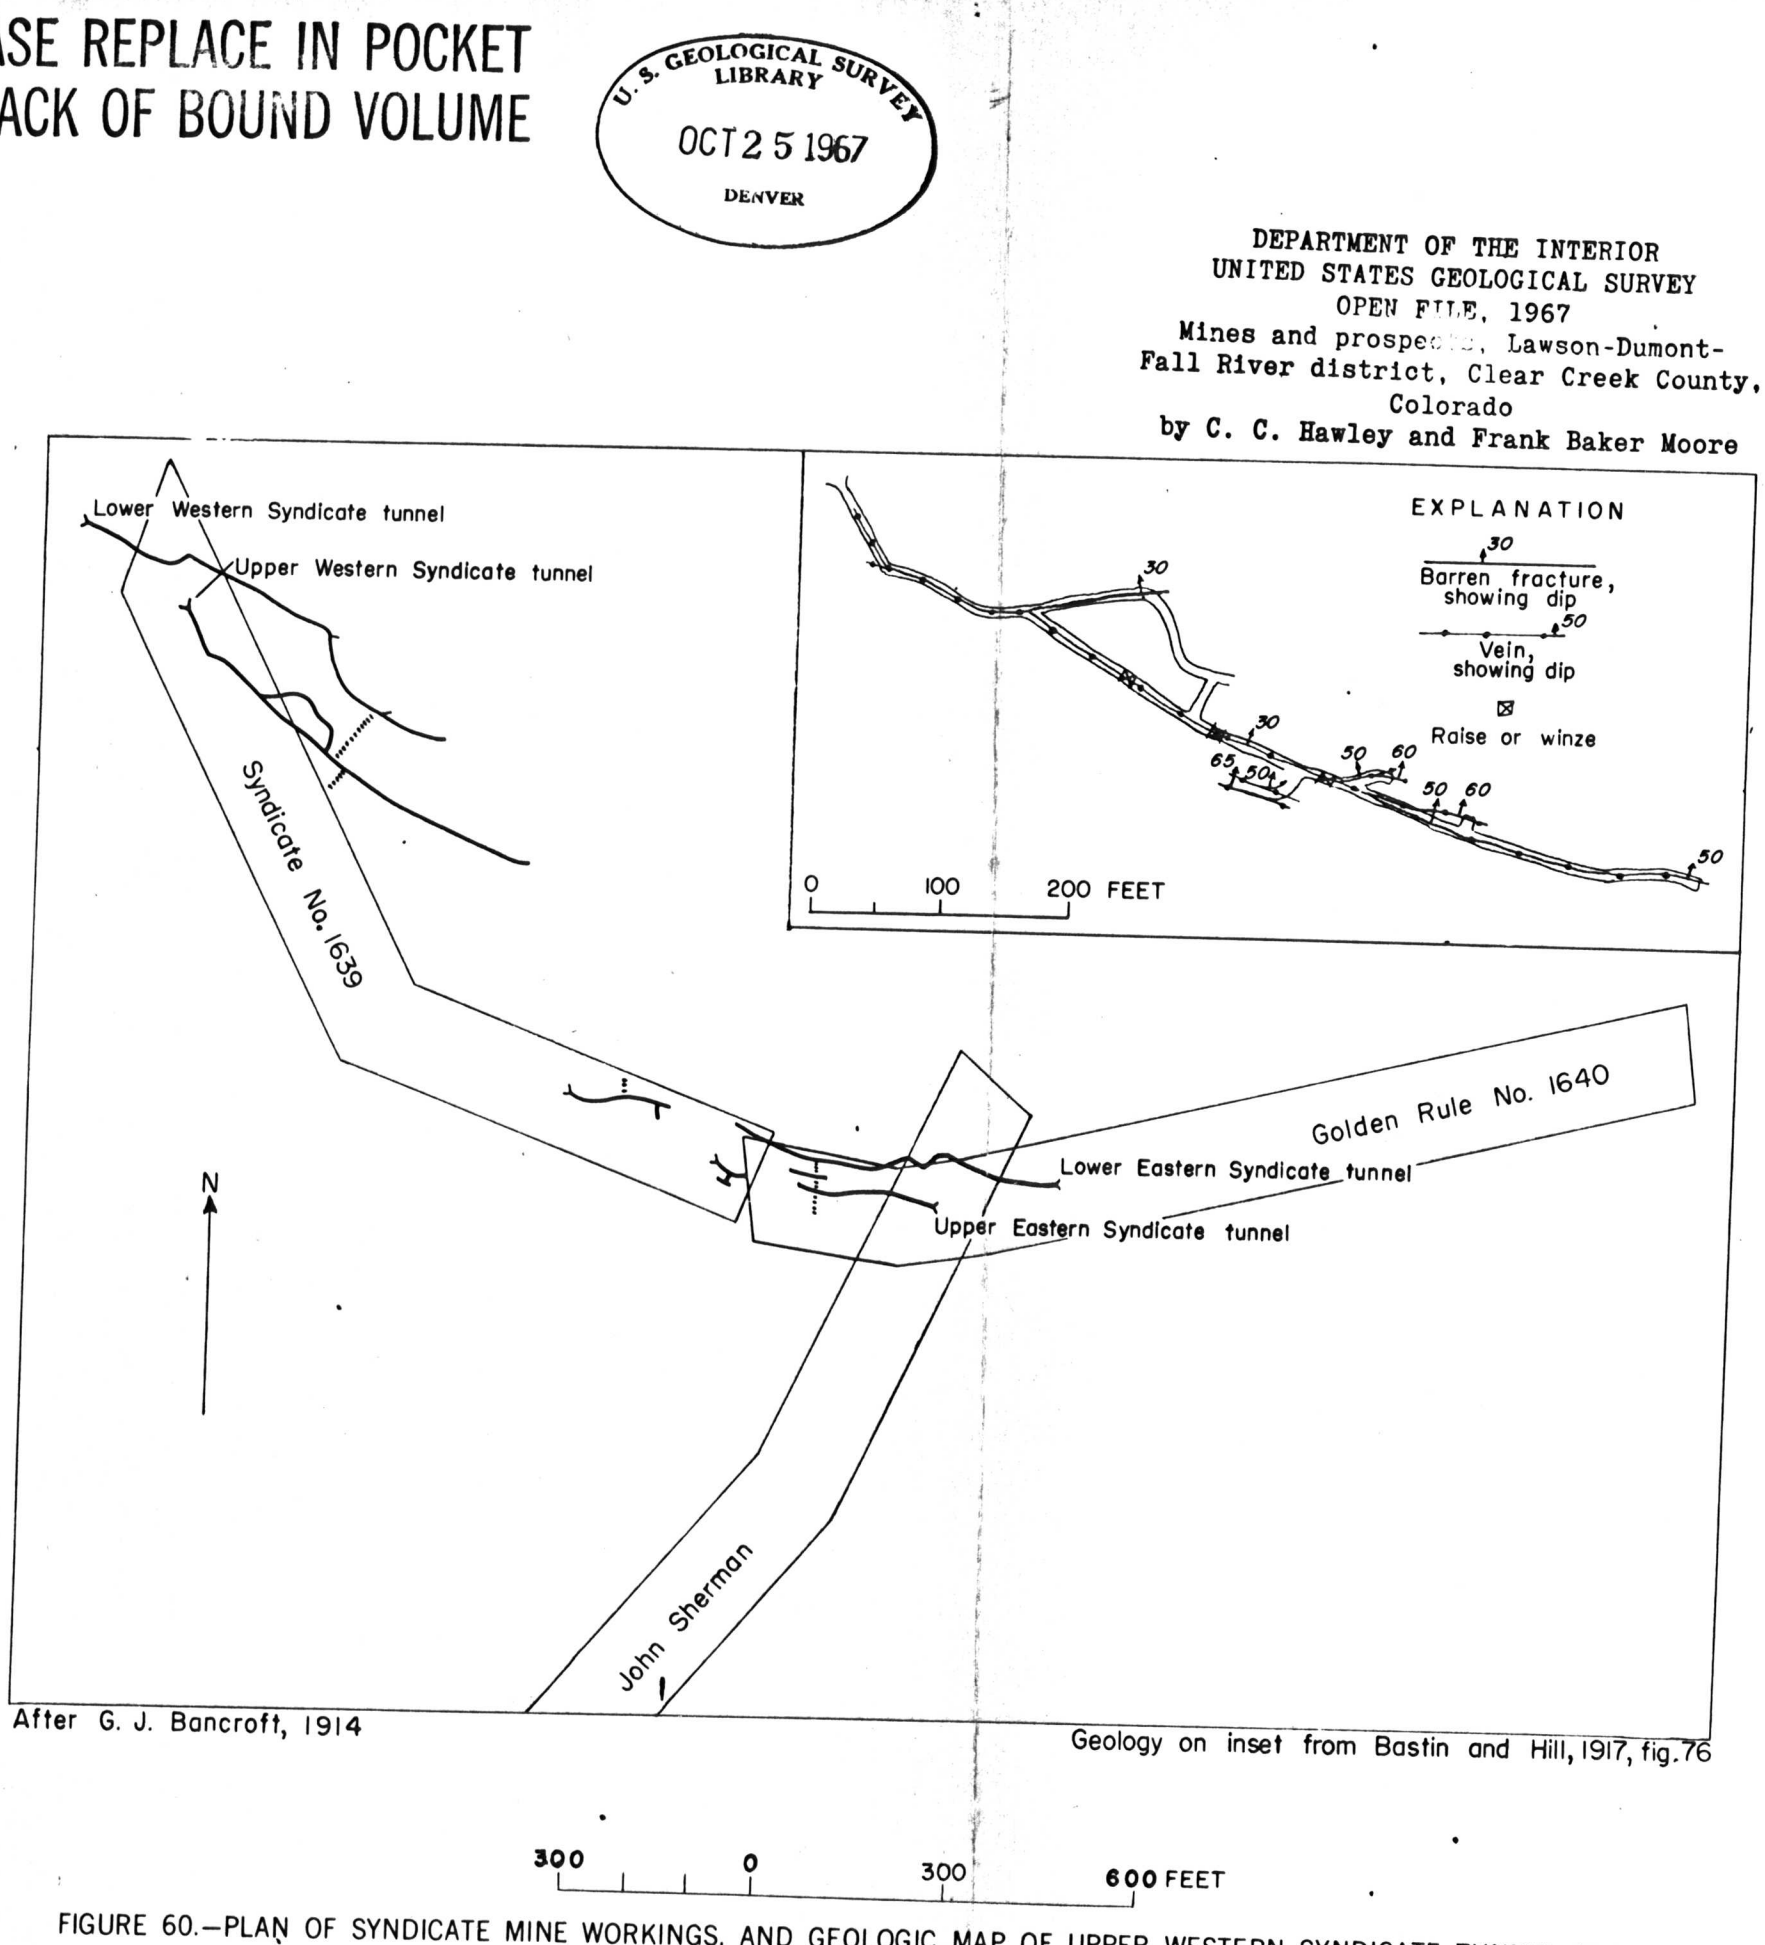 ASE REPLACE IN POCKET
ACK OF BOUND VOLUME
U. S. GEOLOGICAL SURVEY
LIBRARY
OCT 25 1967
DENVER
DEPARTMENT OF THE INTERIOR
UNITED STATES GEOLOGICAL SURVEY
OPEN FILE, 1967
Mines and prospects, Lawson-Dumont-
Fall River district, Clear Creek County,
Colorado
by C. C. Hawley and Frank Baker Moore
Lower Western Syndicate tunnel
Upper Western Syndicate tunnel
Syndicate No. 1639
EXPLANATION
30
Barren fracture,
showing dip
50
Vein,
showing dip
Raise or winze
30
30
65 50
50 60
50 60
50
0 100 200 FEET
Golden Rule No. 1640
Lower Eastern Syndicate tunnel
Upper Eastern Syndicate tunnel
N
John Sherman
After G. J. Bancroft, 1914
Geology on inset from Bastin and Hill, 1917, fig. 76
300 0 300 600 FEET
FIGURE 60.—PLAN OF SYNDICATE MINE WORKINGS, AND GEOLOGIC MAP OF UPPER WESTERN SYNDICATE